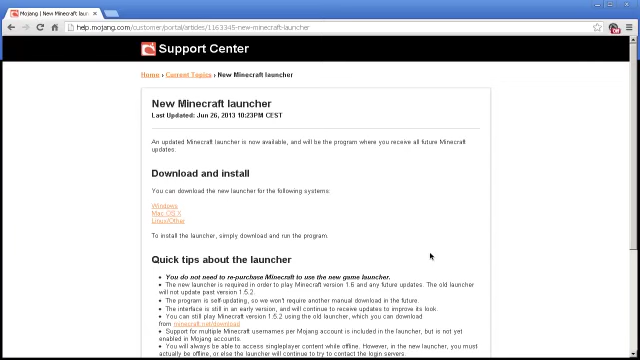 Mojang | New Minecraft laun
help.mojang.com/customer/portal/articles/1163345-new-minecraft-launcher
Support Center
Home › Current Topics › New Minecraft launcher
New Minecraft launcher
Last Updated: Jun 26, 2013 10:23PM CEST
An updated Minecraft launcher is now available, and will be the program where you receive all future Minecraft
updates.
Download and install
You can download the new launcher for the following systems:
Windows
Mac OS X
Linux/Other
To install the launcher, simply download and run the program.
Quick tips about the launcher
• You do not need to re-purchase Minecraft to use the new game launcher.
• The new launcher is required in order to play Minecraft version 1.6 and any future updates. The old launcher
will not update past version 1.5.2.
• The program is self-updating, so we won't require another manual download in the future.
• The interface is still in an early version, and will continue to receive updates to improve its look.
• You can still play Minecraft version 1.5.2 using the old launcher, which you can download
from minecraft.net/download
• Support for multiple Minecraft usernames per Mojang account is included in the launcher, but is not yet
enabled in Mojang accounts.
• You will always be able to access singleplayer content while offline. However, in the new launcher, you must
actually be offline, or else the launcher will continue to try to contact the login servers.